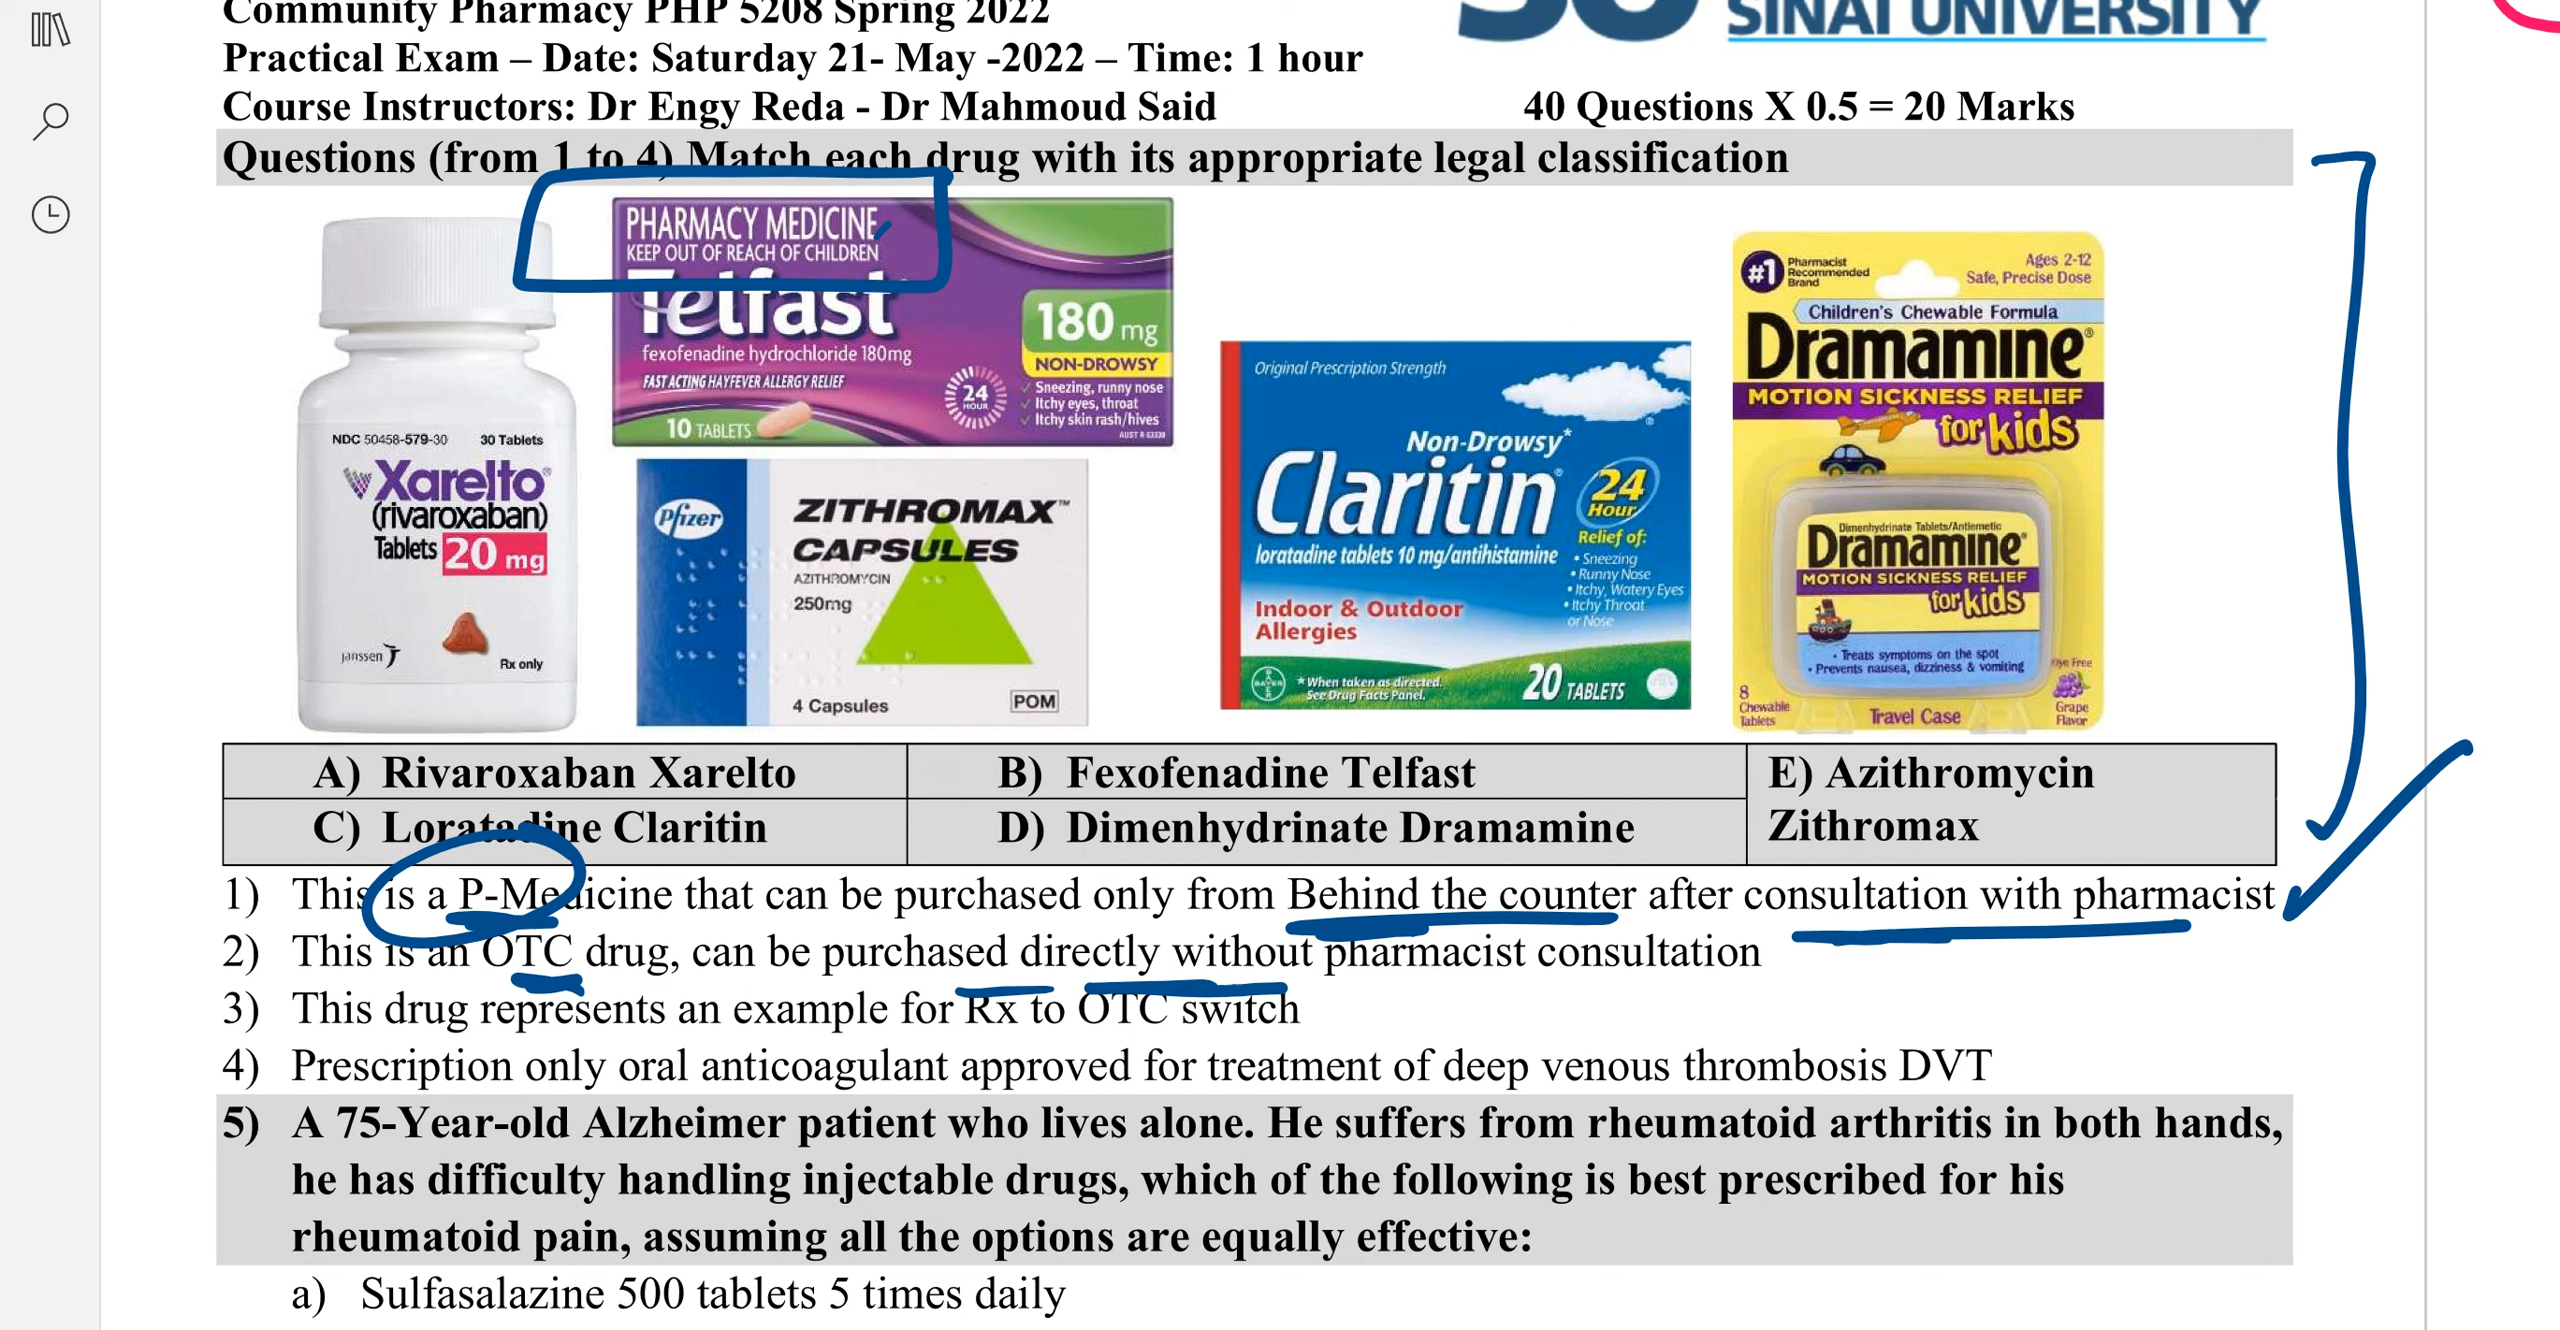 Community Pharmacy PHP 5208 Spring 2022
SINAI UNIVERSITY
Practical Exam – Date: Saturday 21- May -2022 – Time: 1 hour
Course Instructors: Dr Engy Reda - Dr Mahmoud Said 40 Questions X 0.5 = 20 Marks
Questions (from 1 to 4) Match each drug with its appropriate legal classification
NDC 50458-579-30 30 Tablets
Xarelto®
(rivaroxaban)
Tablets 20 mg
janssen
Rx only
PHARMACY MEDICINE
KEEP OUT OF REACH OF CHILDREN
Telfast
180 mg
fexofenadine hydrochloride 180mg
NON-DROWSY
FAST ACTING HAYFEVER ALLERGY RELIEF
24 HOUR
Sneezing, runny nose
Itchy eyes, throat
Itchy skin rash/hives
10 TABLETS
Pfizer
ZITHROMAX™
CAPSULES
AZITHROMYCIN
250mg
4 Capsules
POM
Original Prescription Strength
Non-Drowsy*
Claritin®
24 Hour
loratadine tablets 10 mg/antihistamine
Relief of:
• Sneezing
• Runny Nose
• Itchy, Watery Eyes
• Itchy Throat
or Nose
Indoor & Outdoor
Allergies
BAYER
*When taken as directed.
See Drug Facts Panel.
20 TABLETS
#1 Pharmacist
Recommended
Brand
Ages 2-12
Safe, Precise Dose
Children's Chewable Formula
Dramamine®
MOTION SICKNESS RELIEF
for kids
Dimenhydrinate Tablets/Antiemetic
Dramamine®
MOTION SICKNESS RELIEF
for kids
• Treats symptoms on the spot
• Prevents nausea, dizziness & vomiting
8
Chewable
Tablets
Travel Case
Dye Free
Grape
Flavor
A) Rivaroxaban Xarelto B) Fexofenadine Telfast E) Azithromycin
C) Loratadine Claritin D) Dimenhydrinate Dramamine Zithromax
1) This is a P-Medicine that can be purchased only from Behind the counter after consultation with pharmacist
2) This is an OTC drug, can be purchased directly without pharmacist consultation
3) This drug represents an example for Rx to OTC switch
4) Prescription only oral anticoagulant approved for treatment of deep venous thrombosis DVT
5) A 75-Year-old Alzheimer patient who lives alone. He suffers from rheumatoid arthritis in both hands,
he has difficulty handling injectable drugs, which of the following is best prescribed for his
rheumatoid pain, assuming all the options are equally effective:
a) Sulfasalazine 500 tablets 5 times daily